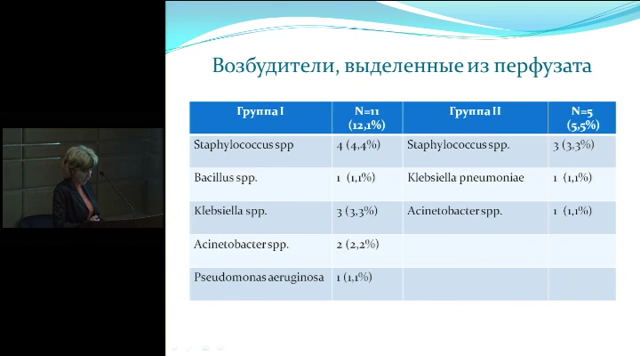 Возбудители, выделенные из перфузата
Группа I N=11 (12,1%) Группа II N=5 (5,5%)
Staphylococcus spp 4 (4,4%) Staphylococcus spp. 3 (3,3%)
Bacillus spp. 1 (1,1%) Klebsiella pneumoniae 1 (1,1%)
Klebsiella spp. 3 (3,3%) Acinetobacter spp. 1 (1,1%)
Acinetobacter spp. 2 (2,2%)
Pseudomonas aeruginosa 1 (1,1%)